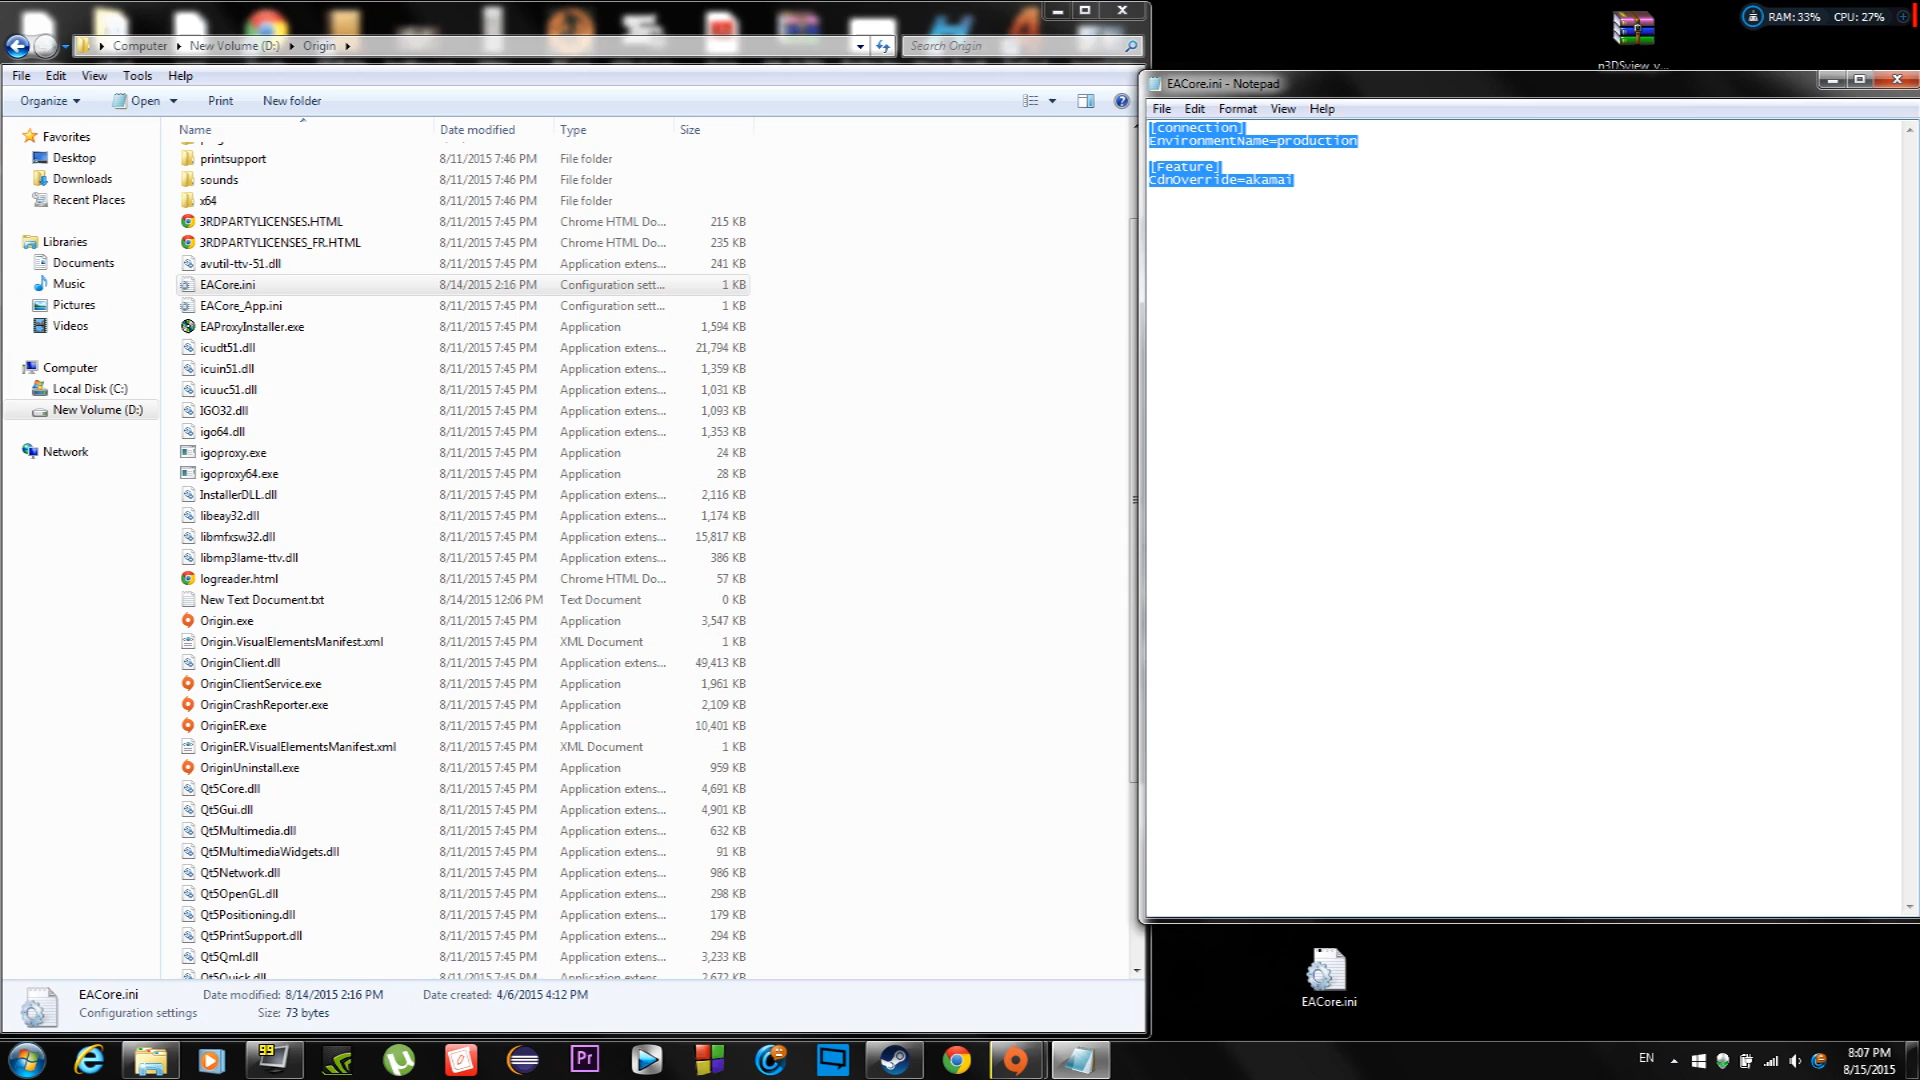 RAM: 33% CPU: 27%
Computer New Volume (D:) Origin
Search Origin
n3DSview_v...
File Edit View Tools Help
Organize Open Print New folder
Name Date modified Type Size
Favorites
Desktop
Downloads
Recent Places
Libraries
Documents
Music
Pictures
Videos
Computer
Local Disk (C:)
New Volume (D:)
Network
printsupport 8/11/2015 7:46 PM File folder
sounds 8/11/2015 7:46 PM File folder
x64 8/11/2015 7:46 PM File folder
3RDPARTYLICENSES.HTML 8/11/2015 7:45 PM Chrome HTML Do... 215 KB
3RDPARTYLICENSES_FR.HTML 8/11/2015 7:45 PM Chrome HTML Do... 235 KB
avutil-ttv-51.dll 8/11/2015 7:45 PM Application extens... 241 KB
EACore.ini 8/14/2015 2:16 PM Configuration sett... 1 KB
EACore_App.ini 8/11/2015 7:45 PM Configuration sett... 1 KB
EAProxyInstaller.exe 8/11/2015 7:45 PM Application 1,594 KB
icudt51.dll 8/11/2015 7:45 PM Application extens... 21,794 KB
icuin51.dll 8/11/2015 7:45 PM Application extens... 1,359 KB
icuuc51.dll 8/11/2015 7:45 PM Application extens... 1,031 KB
IGO32.dll 8/11/2015 7:45 PM Application extens... 1,093 KB
igo64.dll 8/11/2015 7:45 PM Application extens... 1,353 KB
igoproxy.exe 8/11/2015 7:45 PM Application 24 KB
igoproxy64.exe 8/11/2015 7:45 PM Application 28 KB
InstallerDLL.dll 8/11/2015 7:45 PM Application extens... 2,116 KB
libeay32.dll 8/11/2015 7:45 PM Application extens... 1,174 KB
libmfxsw32.dll 8/11/2015 7:45 PM Application extens... 15,817 KB
libmp3lame-ttv.dll 8/11/2015 7:45 PM Application extens... 386 KB
logreader.html 8/11/2015 7:45 PM Chrome HTML Do... 57 KB
New Text Document.txt 8/14/2015 12:06 PM Text Document 0 KB
Origin.exe 8/11/2015 7:45 PM Application 3,547 KB
Origin.VisualElementsManifest.xml 8/11/2015 7:45 PM XML Document 1 KB
OriginClient.dll 8/11/2015 7:45 PM Application extens... 49,413 KB
OriginClientService.exe 8/11/2015 7:45 PM Application 1,961 KB
OriginCrashReporter.exe 8/11/2015 7:45 PM Application 2,109 KB
OriginER.exe 8/11/2015 7:45 PM Application 10,401 KB
OriginER.VisualElementsManifest.xml 8/11/2015 7:45 PM XML Document 1 KB
OriginUninstall.exe 8/11/2015 7:45 PM Application 959 KB
Qt5Core.dll 8/11/2015 7:45 PM Application extens... 4,691 KB
Qt5Gui.dll 8/11/2015 7:45 PM Application extens... 4,901 KB
Qt5Multimedia.dll 8/11/2015 7:45 PM Application extens... 632 KB
Qt5MultimediaWidgets.dll 8/11/2015 7:45 PM Application extens... 91 KB
Qt5Network.dll 8/11/2015 7:45 PM Application extens... 986 KB
Qt5OpenGL.dll 8/11/2015 7:45 PM Application extens... 298 KB
Qt5Positioning.dll 8/11/2015 7:45 PM Application extens... 179 KB
Qt5PrintSupport.dll 8/11/2015 7:45 PM Application extens... 294 KB
Qt5Qml.dll 8/11/2015 7:45 PM Application extens... 3,233 KB
Qt5Quick.dll 8/11/2015 7:45 PM Application extens... 2,672 KB
EACore.ini Date modified: 8/14/2015 2:16 PM Date created: 4/6/2015 4:12 PM
Configuration settings Size: 73 bytes
EACore.ini - Notepad
File Edit Format View Help
[connection]
EnvironmentName=production
[Feature]
CdnOverride=akamai
EACore.ini
99
Pr
EN
8:07 PM
8/15/2015